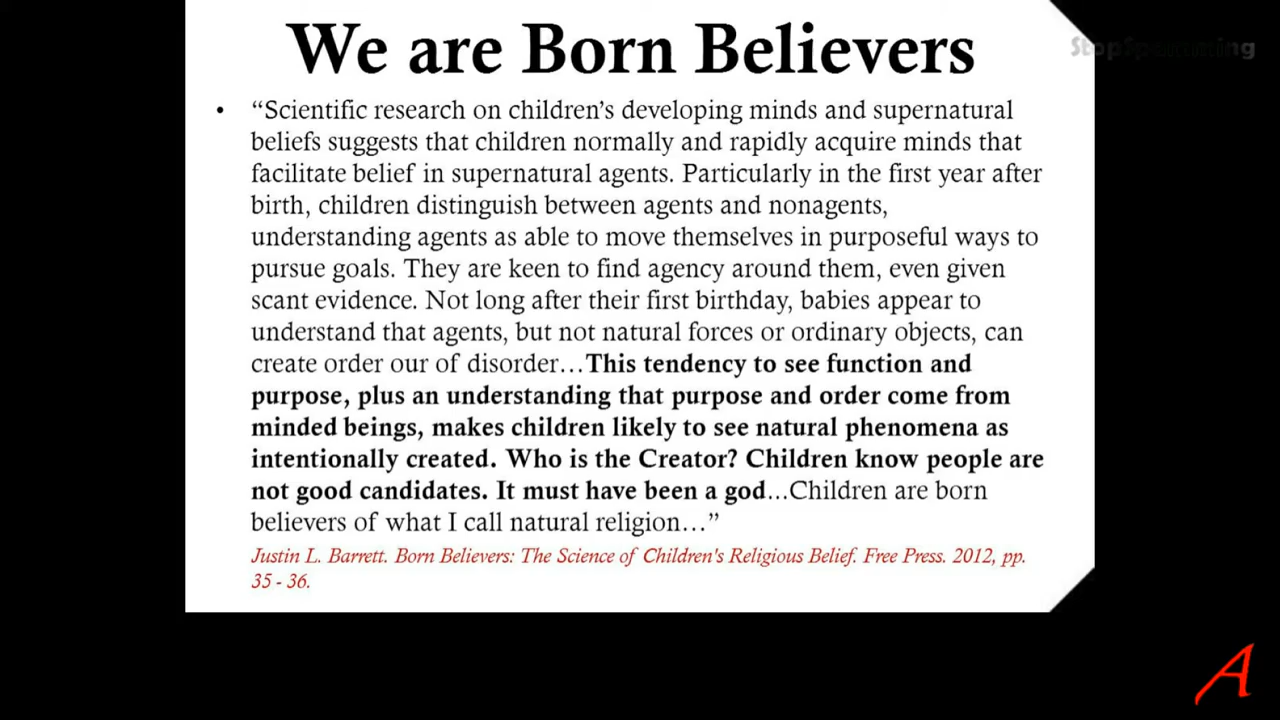 We are Born Believers
• “Scientific research on children’s developing minds and supernatural
beliefs suggests that children normally and rapidly acquire minds that
facilitate belief in supernatural agents. Particularly in the first year after
birth, children distinguish between agents and nonagents,
understanding agents as able to move themselves in purposeful ways to
pursue goals. They are keen to find agency around them, even given
scant evidence. Not long after their first birthday, babies appear to
understand that agents, but not natural forces or ordinary objects, can
create order our of disorder…This tendency to see function and
purpose, plus an understanding that purpose and order come from
minded beings, makes children likely to see natural phenomena as
intentionally created. Who is the Creator? Children know people are
not good candidates. It must have been a god…Children are born
believers of what I call natural religion…”
Justin L. Barrett. Born Believers: The Science of Children's Religious Belief. Free Press. 2012, pp.
35 - 36.
A